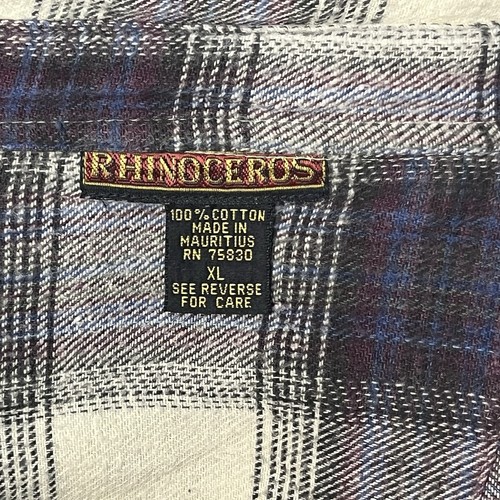 RHINOCEROS
100% COTTON
MADE IN
MAURITIUS
RN 75830
XL
SEE REVERSE
FOR CARE